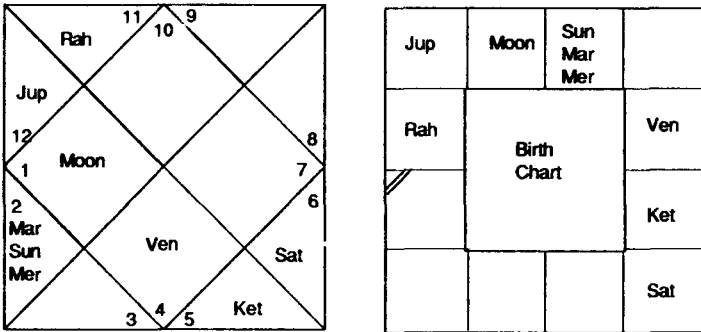 11
9
Rah
10
Jup
12
8
1
Moon
7
2
6
Mar
Sun
Mer
Ven
Sat
Ket
3
4
5
Jup
Moon
Sun
Mar
Mer
Rah
Ven
Birth
Chart
Ket
Sat